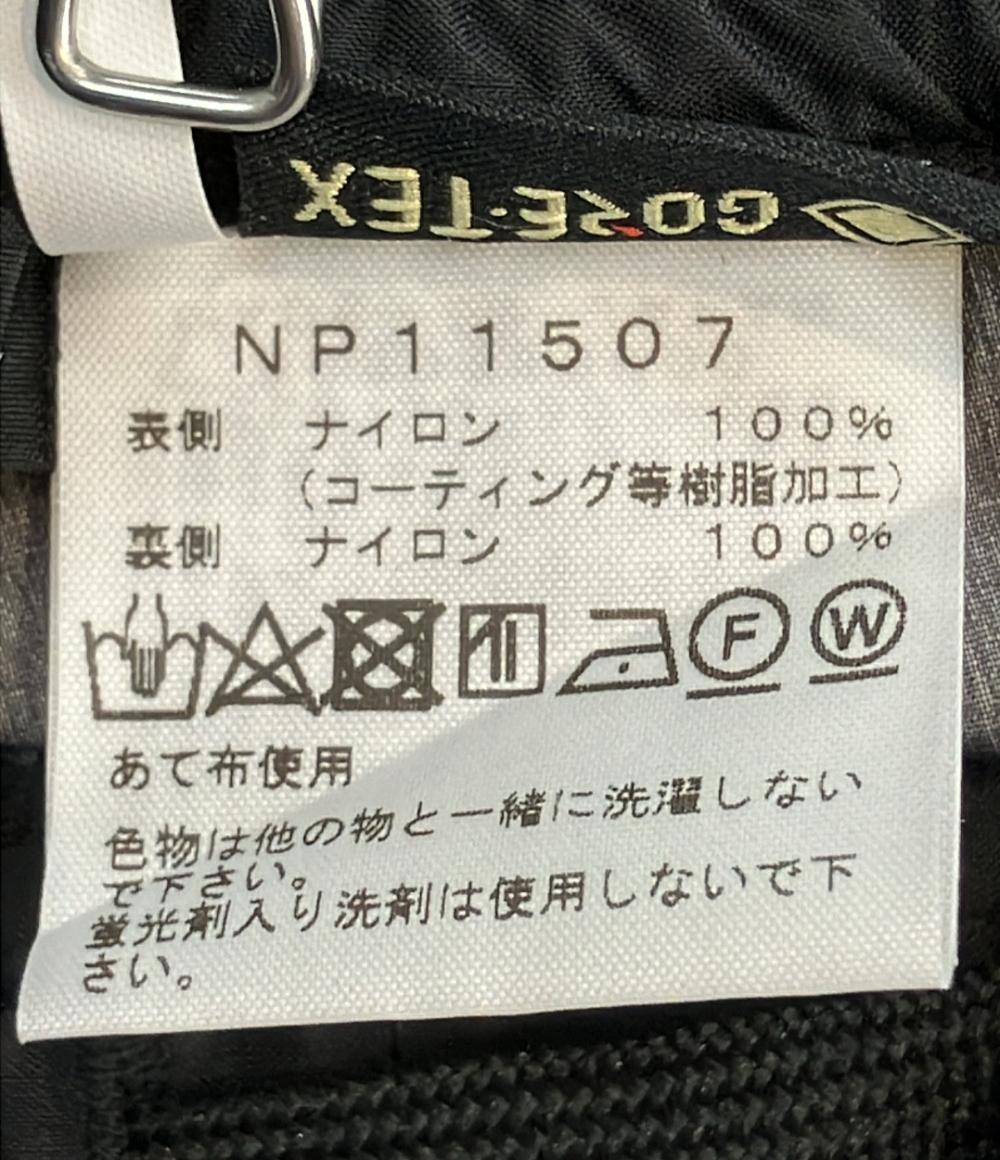 GORE-TEX
NP11507
表側 ナイロン 100%
(コーティング等樹脂加工)
裏側 ナイロン 100%
F W
あて布使用
色物は他の物と一緒に洗濯しない
で下さい。
蛍光剤入り洗剤は使用しないで下
さい。